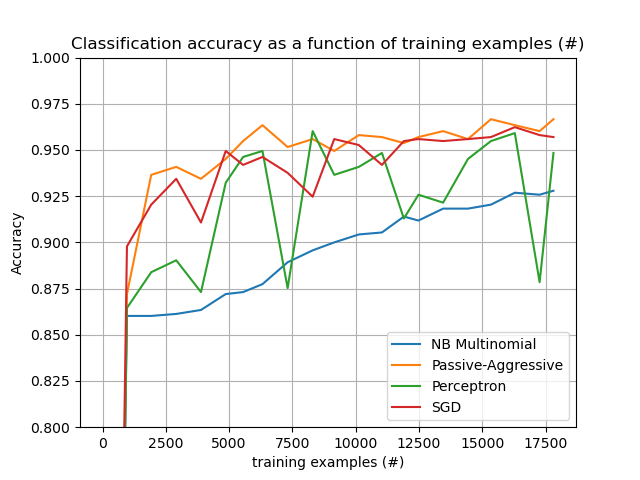 Classification accuracy as a function of training examples (#)
1.000
0.975
0.950
0.925
0.900
0.875
0.850
0.825
0.800
Accuracy
NB Multinomial
Passive-Aggressive
Perceptron
SGD
0 2500 5000 7500 10000 12500 15000 17500
training examples (#)